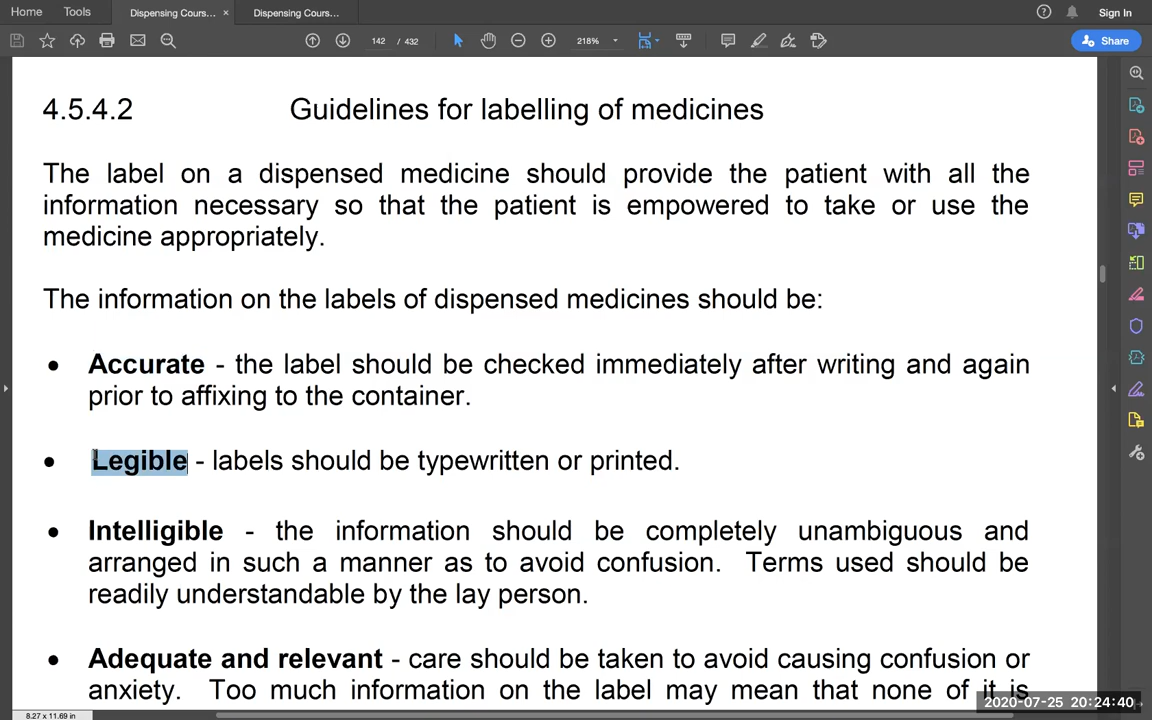 Home Tools Dispensing Cours... × Dispensing Cours... Sign In
142 / 432 218% Share
4.5.4.2 Guidelines for labelling of medicines
The label on a dispensed medicine should provide the patient with all the
information necessary so that the patient is empowered to take or use the
medicine appropriately.
The information on the labels of dispensed medicines should be:
• Accurate - the label should be checked immediately after writing and again
prior to affixing to the container.
• Legible - labels should be typewritten or printed.
• Intelligible - the information should be completely unambiguous and
arranged in such a manner as to avoid confusion. Terms used should be
readily understandable by the lay person.
• Adequate and relevant - care should be taken to avoid causing confusion or
anxiety. Too much information on the label may mean that none of it is
2020-07-25 20:24:40
8.27 x 11.69 in